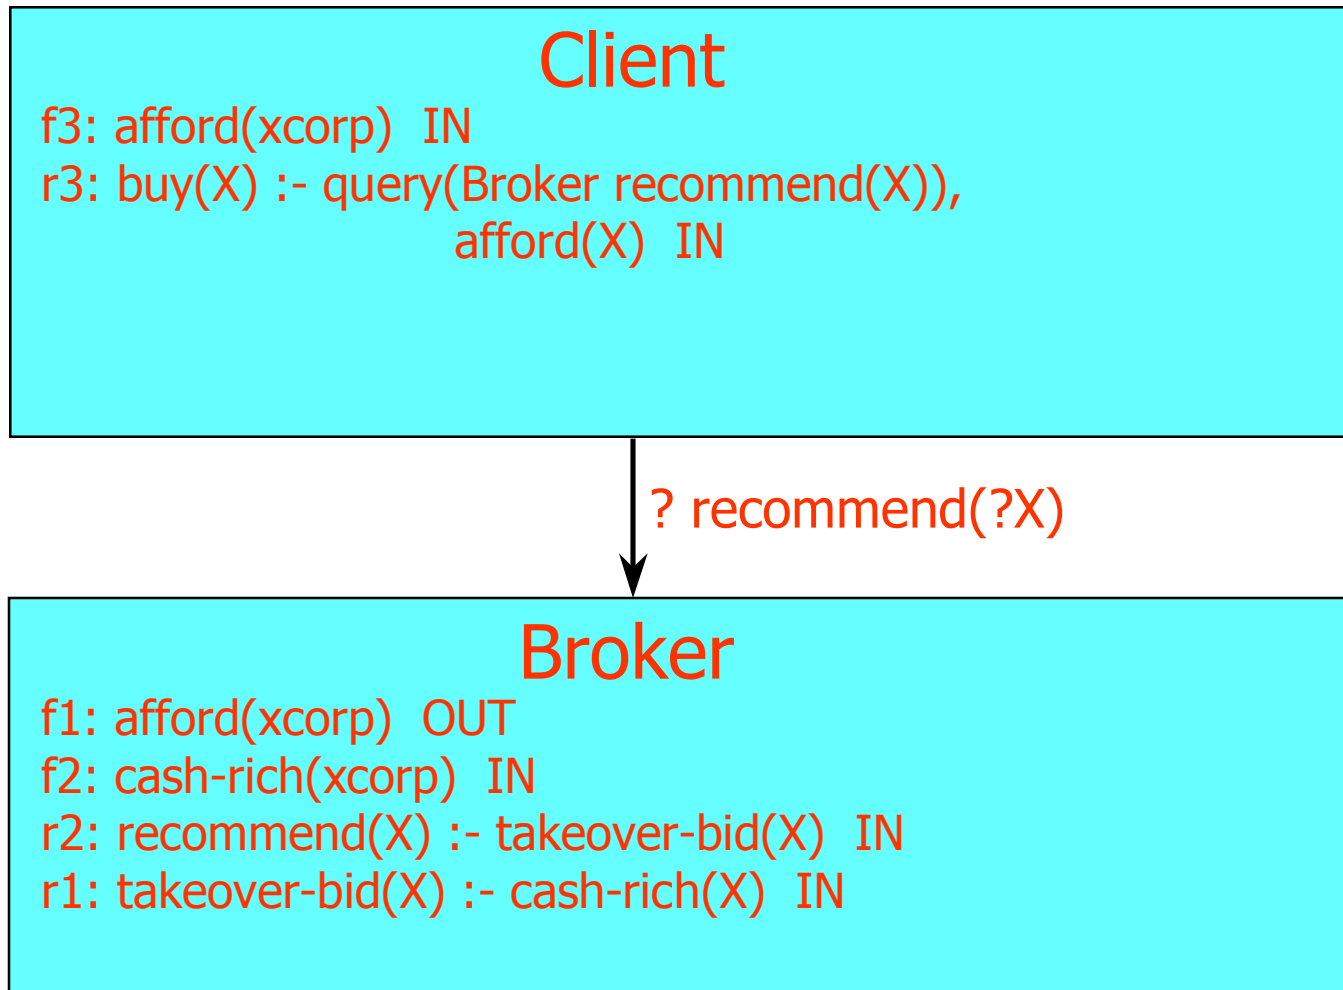 Client
f3: afford(xcorp) IN
r3: buy(X) :- query(Broker recommend(X)),
afford(X) IN
? recommend(?X)
Broker
f1: afford(xcorp) OUT
f2: cash-rich(xcorp) IN
r2: recommend(X) :- takeover-bid(X) IN
r1: takeover-bid(X) :- cash-rich(X) IN